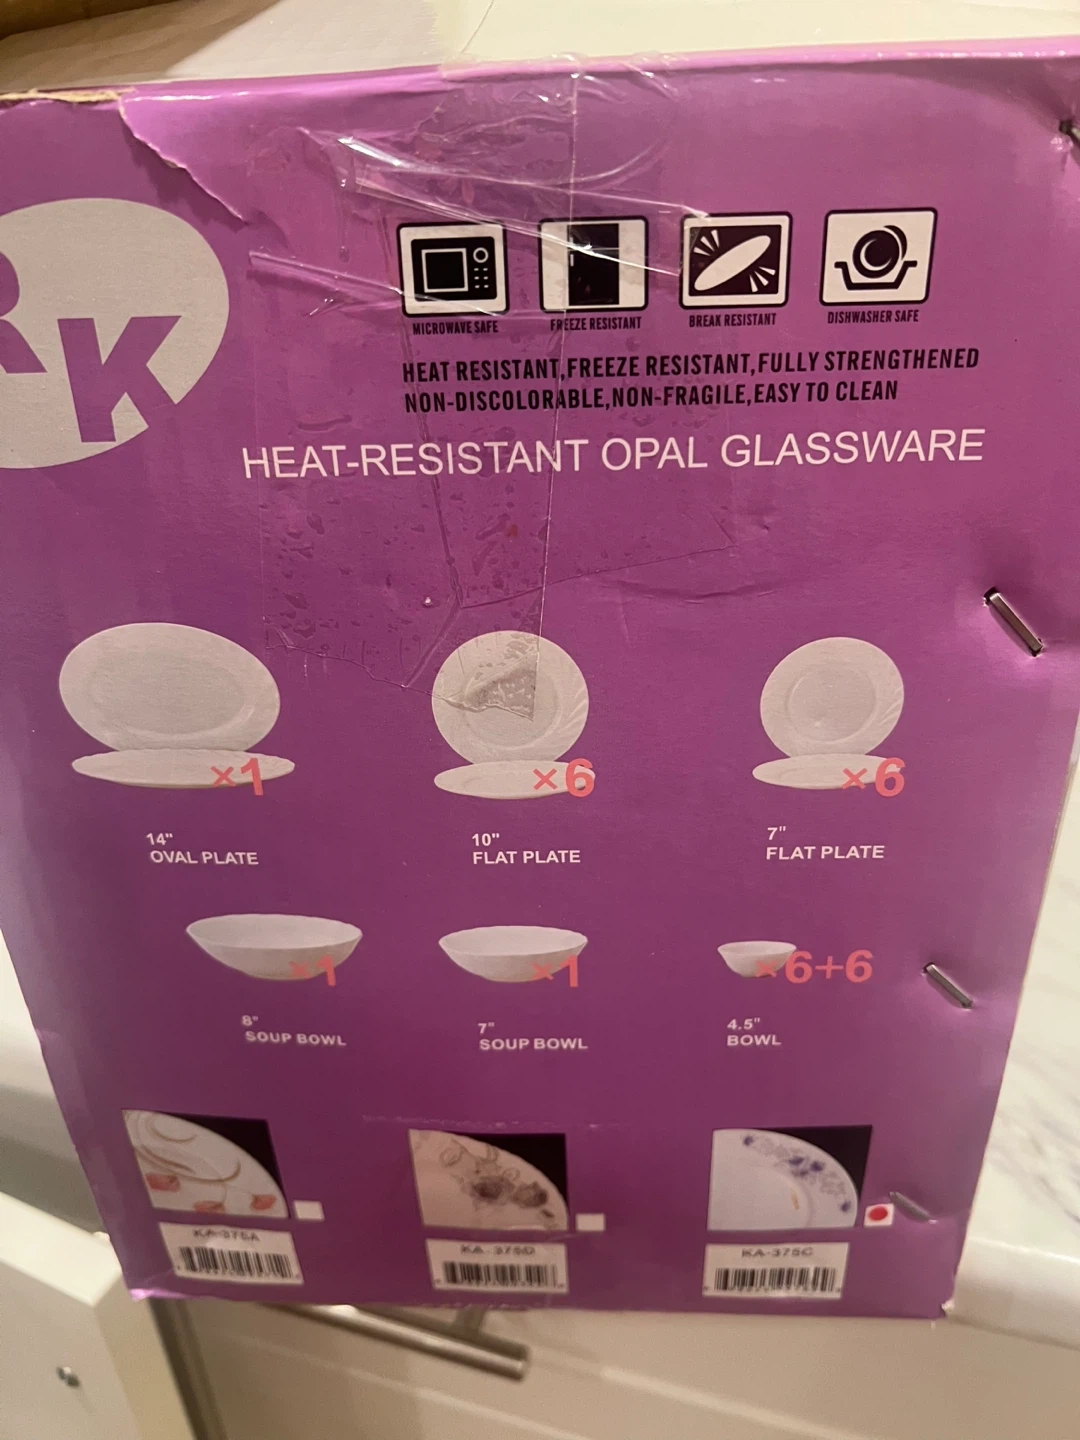 RK
MICROWAVE SAFE
FREEZE RESISTANT
BREAK RESISTANT
DISHWASHER SAFE
HEAT RESISTANT,FREEZE RESISTANT,FULLY STRENGTHENED
NON-DISCOLORABLE,NON-FRAGILE,EASY TO CLEAN
HEAT-RESISTANT OPAL GLASSWARE
×1
×6
×6
14"
OVAL PLATE
10"
FLAT PLATE
7"
FLAT PLATE
×1
×1
×6+6
8"
SOUP BOWL
7"
SOUP BOWL
4.5"
BOWL
KA-375A
KA-375C